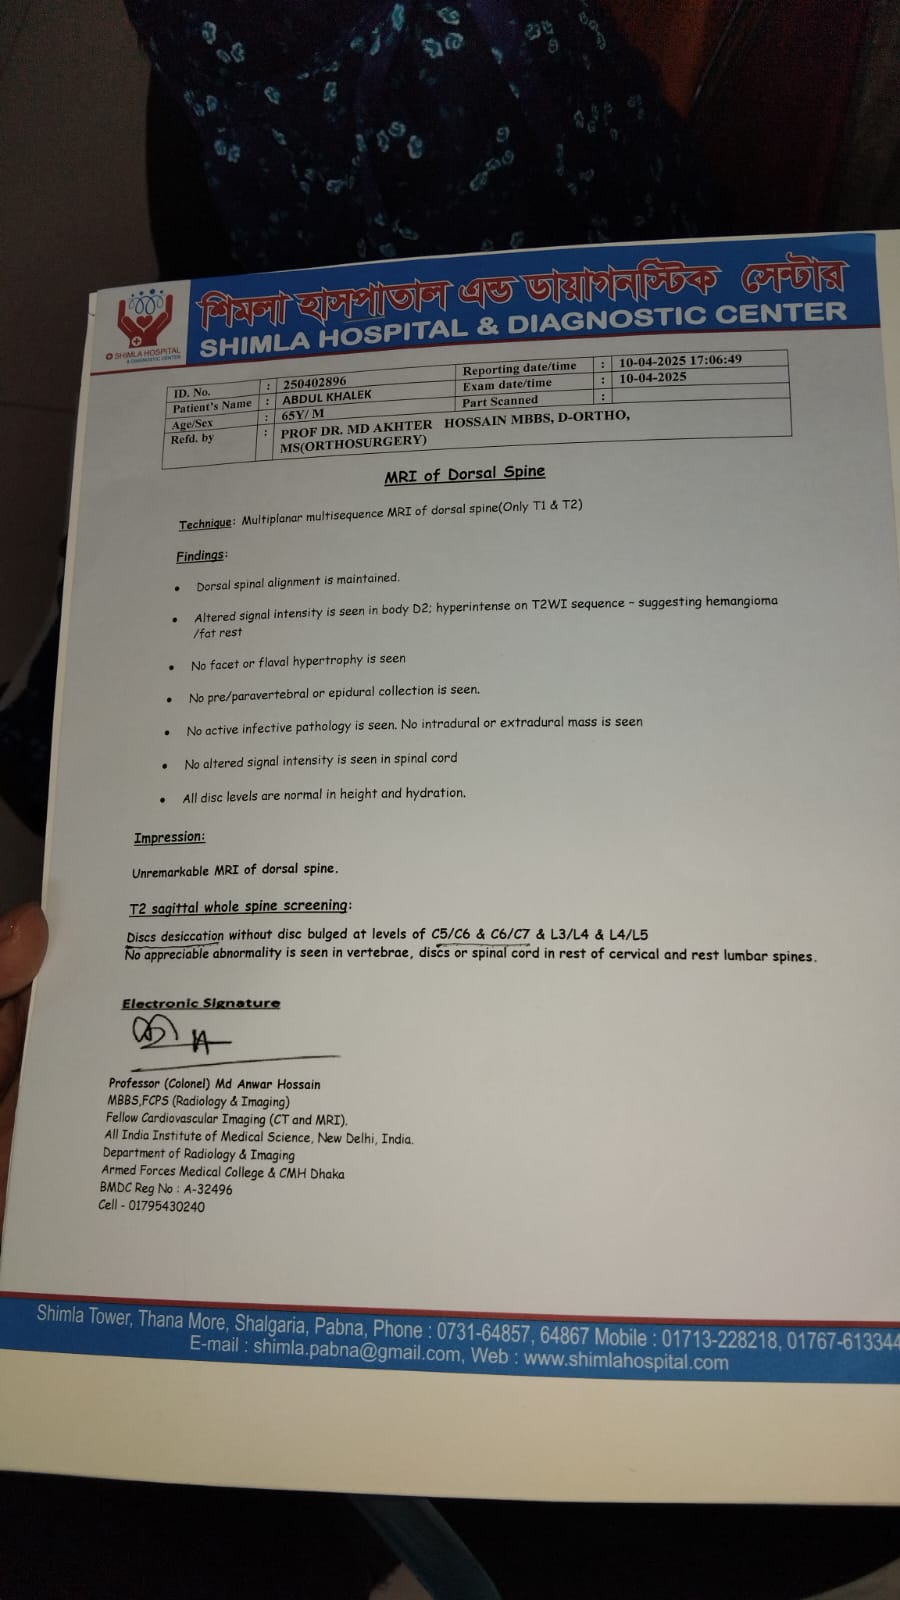 শিমলা হাসপাতাল এন্ড ডায়াগনস্টিক সেন্টার
SHIMLA HOSPITAL & DIAGNOSTIC CENTER
SHIMLA HOSPITAL
& DIAGNOSTIC CENTER
ID. No. : 250402896 Reporting date/time : 10-04-2025 17:06:49
Patient's Name : ABDUL KHALEK Exam date/time : 10-04-2025
Age/Sex : 65Y/ M Part Scanned :
Refd. by : PROF DR. MD AKHTER HOSSAIN MBBS, D-ORTHO,
MS(ORTHOSURGERY)
MRI of Dorsal Spine
Technique: Multiplanar multisequence MRI of dorsal spine(Only T1 & T2)
Findings:
• Dorsal spinal alignment is maintained.
• Altered signal intensity is seen in body D2; hyperintense on T2WI sequence – suggesting hemangioma
/fat rest
• No facet or flaval hypertrophy is seen
• No pre/paravertebral or epidural collection is seen.
• No active infective pathology is seen. No intradural or extradural mass is seen
• No altered signal intensity is seen in spinal cord
• All disc levels are normal in height and hydration.
Impression:
Unremarkable MRI of dorsal spine.
T2 sagittal whole spine screening:
Discs desiccation without disc bulged at levels of C5/C6 & C6/C7 & L3/L4 & L4/L5
No appreciable abnormality is seen in vertebrae, discs or spinal cord in rest of cervical and rest lumbar spines.
Electronic Signature
Professor (Colonel) Md Anwar Hossain
MBBS,FCPS (Radiology & Imaging)
Fellow Cardiovascular Imaging (CT and MRI).
All India Institute of Medical Science, New Delhi, India.
Department of Radiology & Imaging
Armed Forces Medical College & CMH Dhaka
BMDC Reg No : A-32496
Cell - 01795430240
Shimla Tower, Thana More, Shalgaria, Pabna, Phone : 0731-64857, 64867 Mobile : 01713-228218, 01767-613344
E-mail : shimla.pabna@gmail.com, Web : www.shimlahospital.com